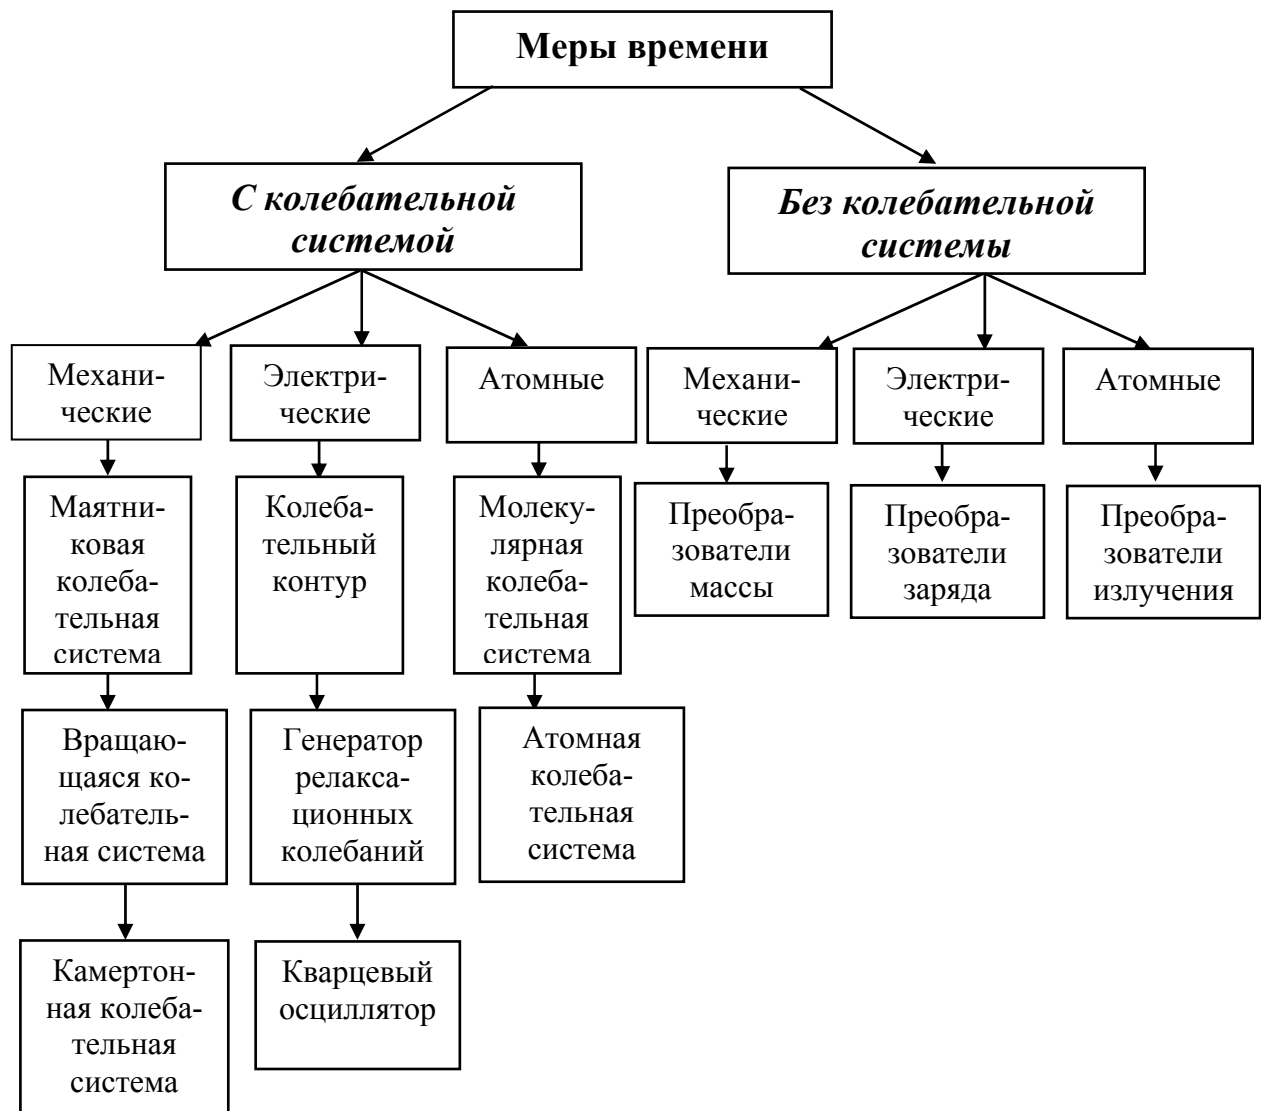 Меры времени
С колебательной
системой
Без колебательной
системы
Механи-
ческие
Электри-
ческие
Атомные
Механи-
ческие
Электри-
ческие
Атомные
Маятни-
ковая
колеба-
тельная
система
Колеба-
тельный
контур
Молеку-
лярная
колеба-
тельная
система
Преобра-
зователи
массы
Преобра-
зователи
заряда
Преобра-
зователи
излучения
Вращаю-
щаяся ко-
лебатель-
ная система
Генератор
релакса-
ционных
колебаний
Атомная
колеба-
тельная
система
Камертон-
ная колеба-
тельная
система
Кварцевый
осциллятор